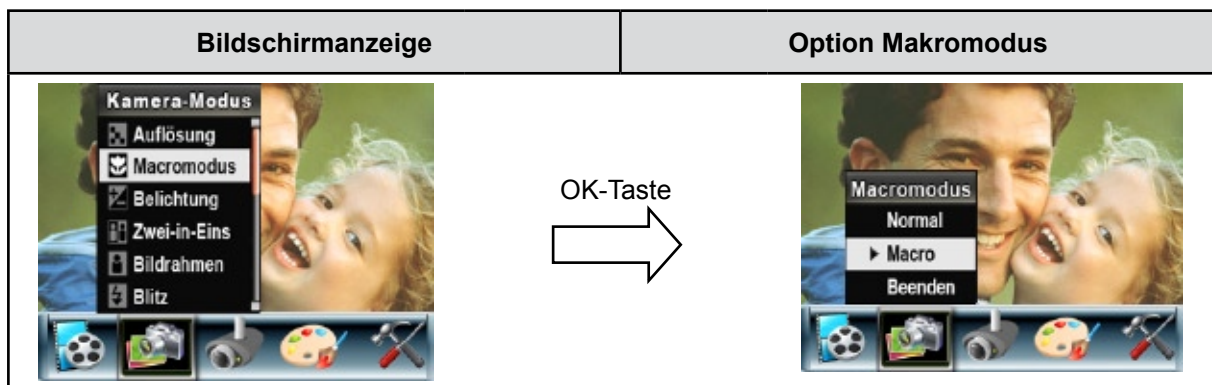 Bildschirmanzeige
Option Makromodus
Kamera-Modus
Auflösung
Macromodus
Belichtung
Zwei-in-Eins
Bildrahmen
Blitz
OK-Taste
Macromodus
Normal
Macro
Beenden